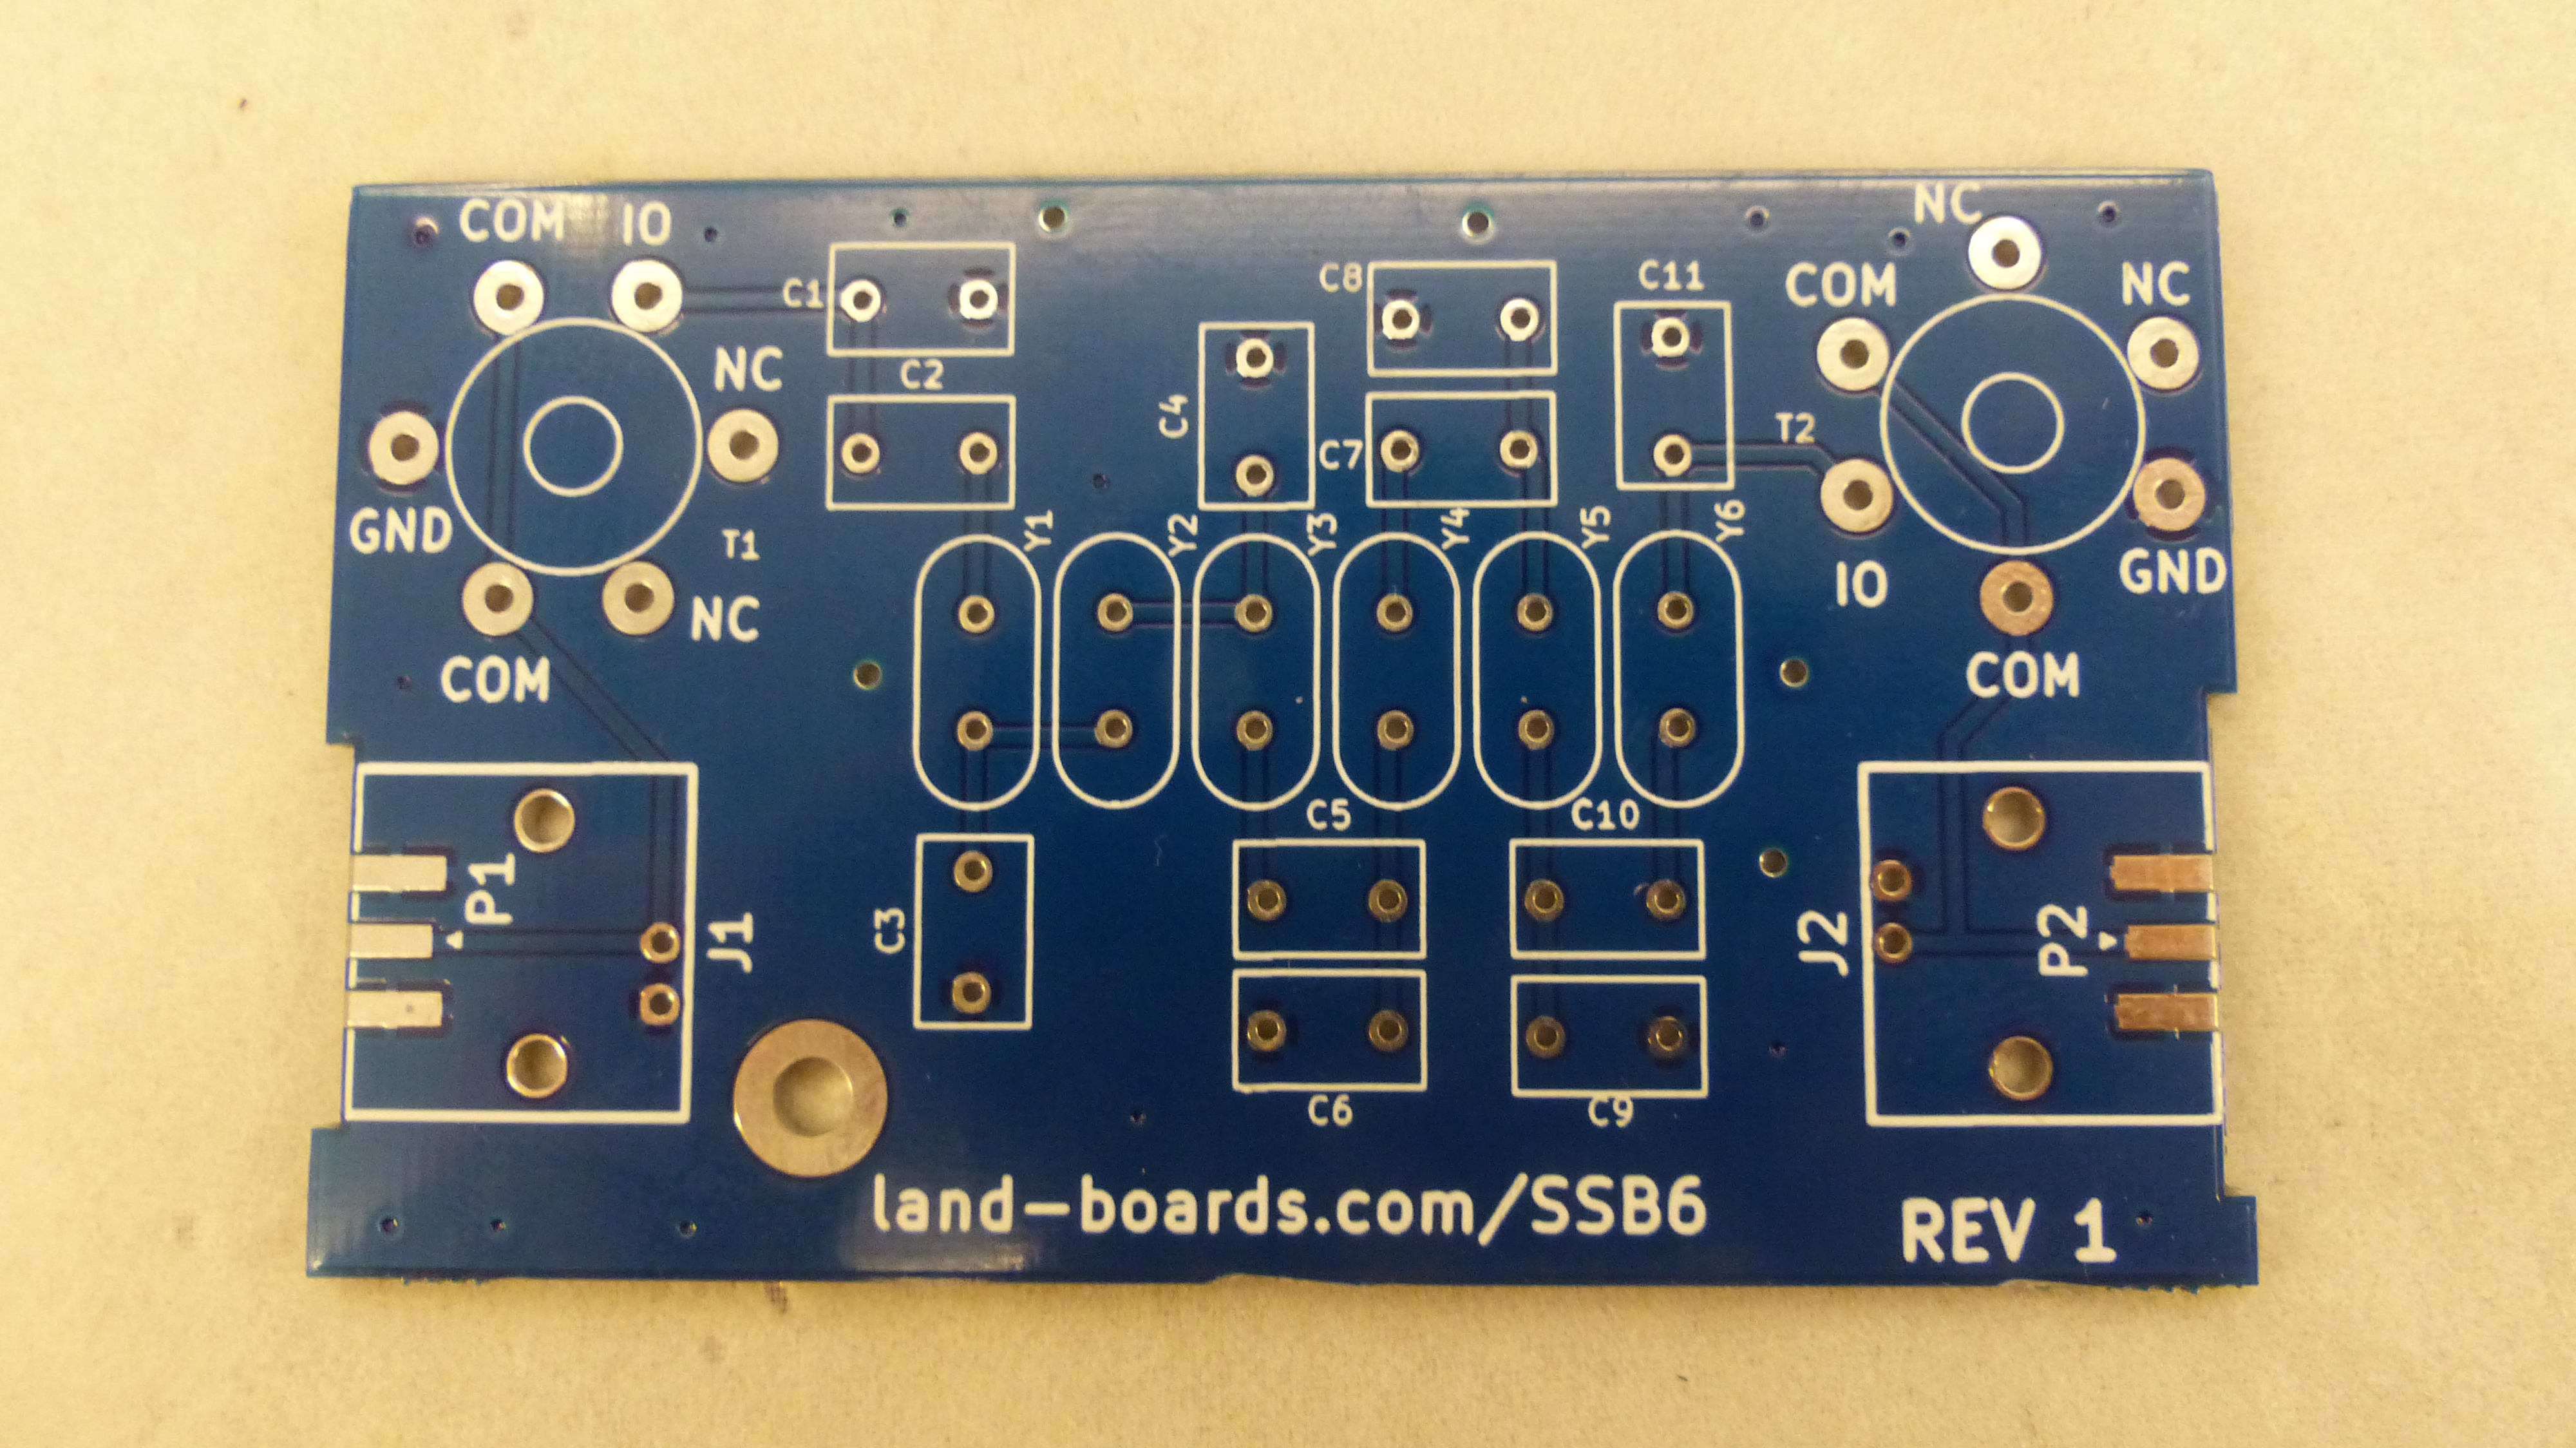 COM IO
NC
C1
C8
C11
COM
NC
NC
C2
C4
C7
T2
GND
T1
Y1
Y2
Y3
Y4
Y5
Y6
IO
GND
NC
COM
COM
C5
C10
P1
J1
C3
J2
P2
C6
C9
land-boards.com/SSB6
REV 1